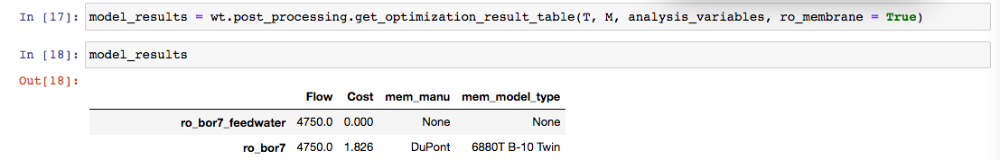 In [17]: model_results = wt.post_processing.get_optimization_result_table(T, M, analysis_variables, ro_membrane = True)
In [18]: model_results
Out[18]:
Flow Cost mem_manu mem_model_type
ro_bor7_feedwater 4750.0 0.000 None None
ro_bor7 4750.0 1.826 DuPont 6880T B-10 Twin